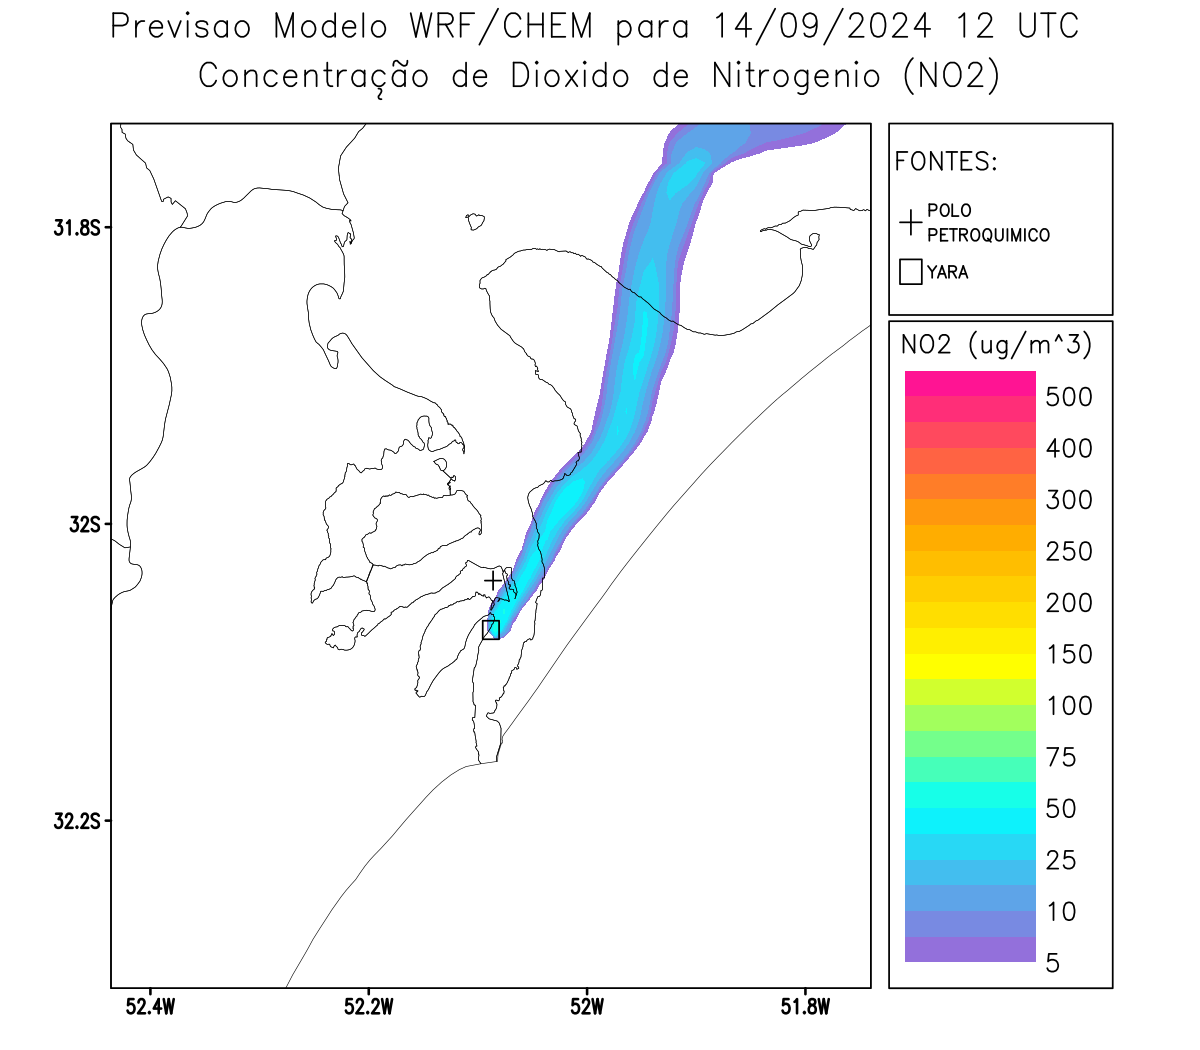 Previsao Modelo WRF/CHEM para 14/09/2024 12 UTC
Concentração de Dioxido de Nitrogenio (NO2)
FONTES:
POLO
PETROQUIMICO
YARA
31.8S
32S
32.2S
52.4W
52.2W
52W
51.8W
NO2 (ug/m^3)
500
400
300
250
200
150
100
75
50
25
10
5